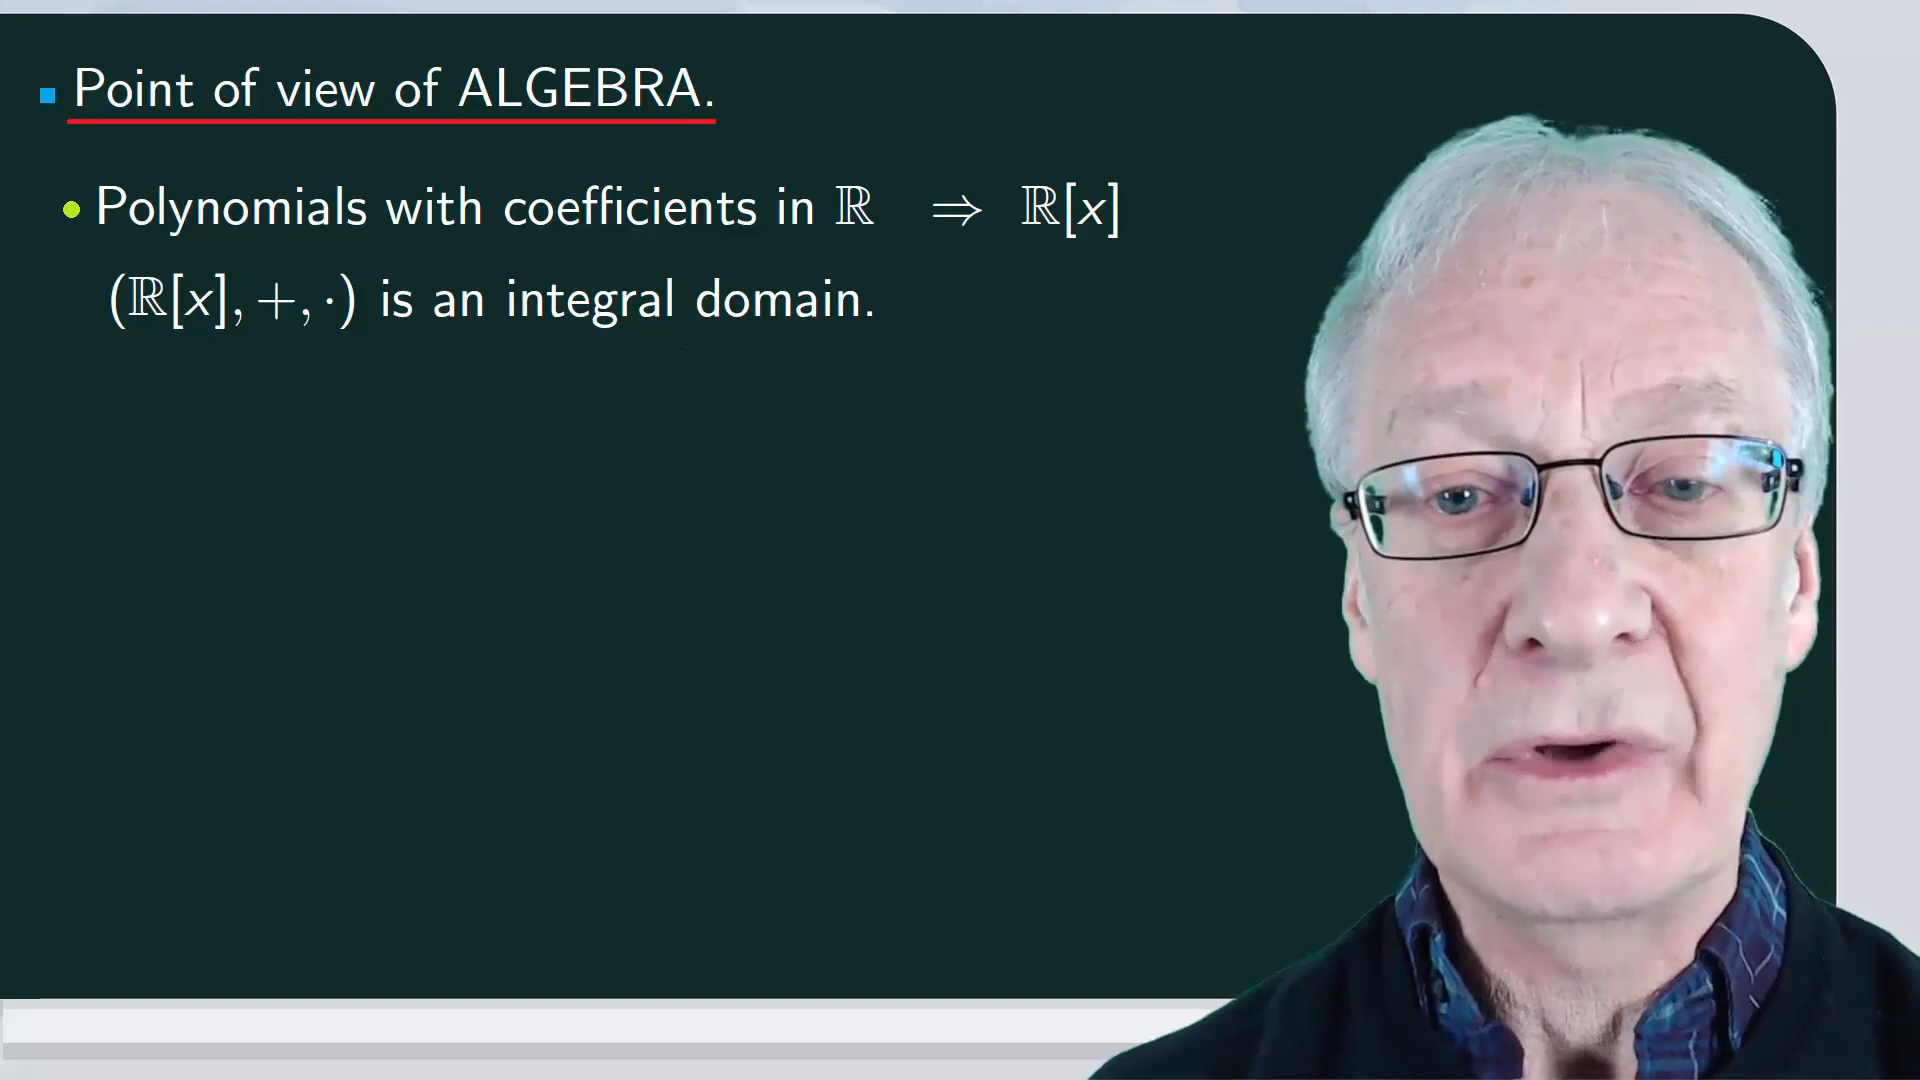 Point of view of ALGEBRA.
Polynomials with coefficients in ℝ ⇒ ℝ[x]
(ℝ[x], +, ·) is an integral domain.